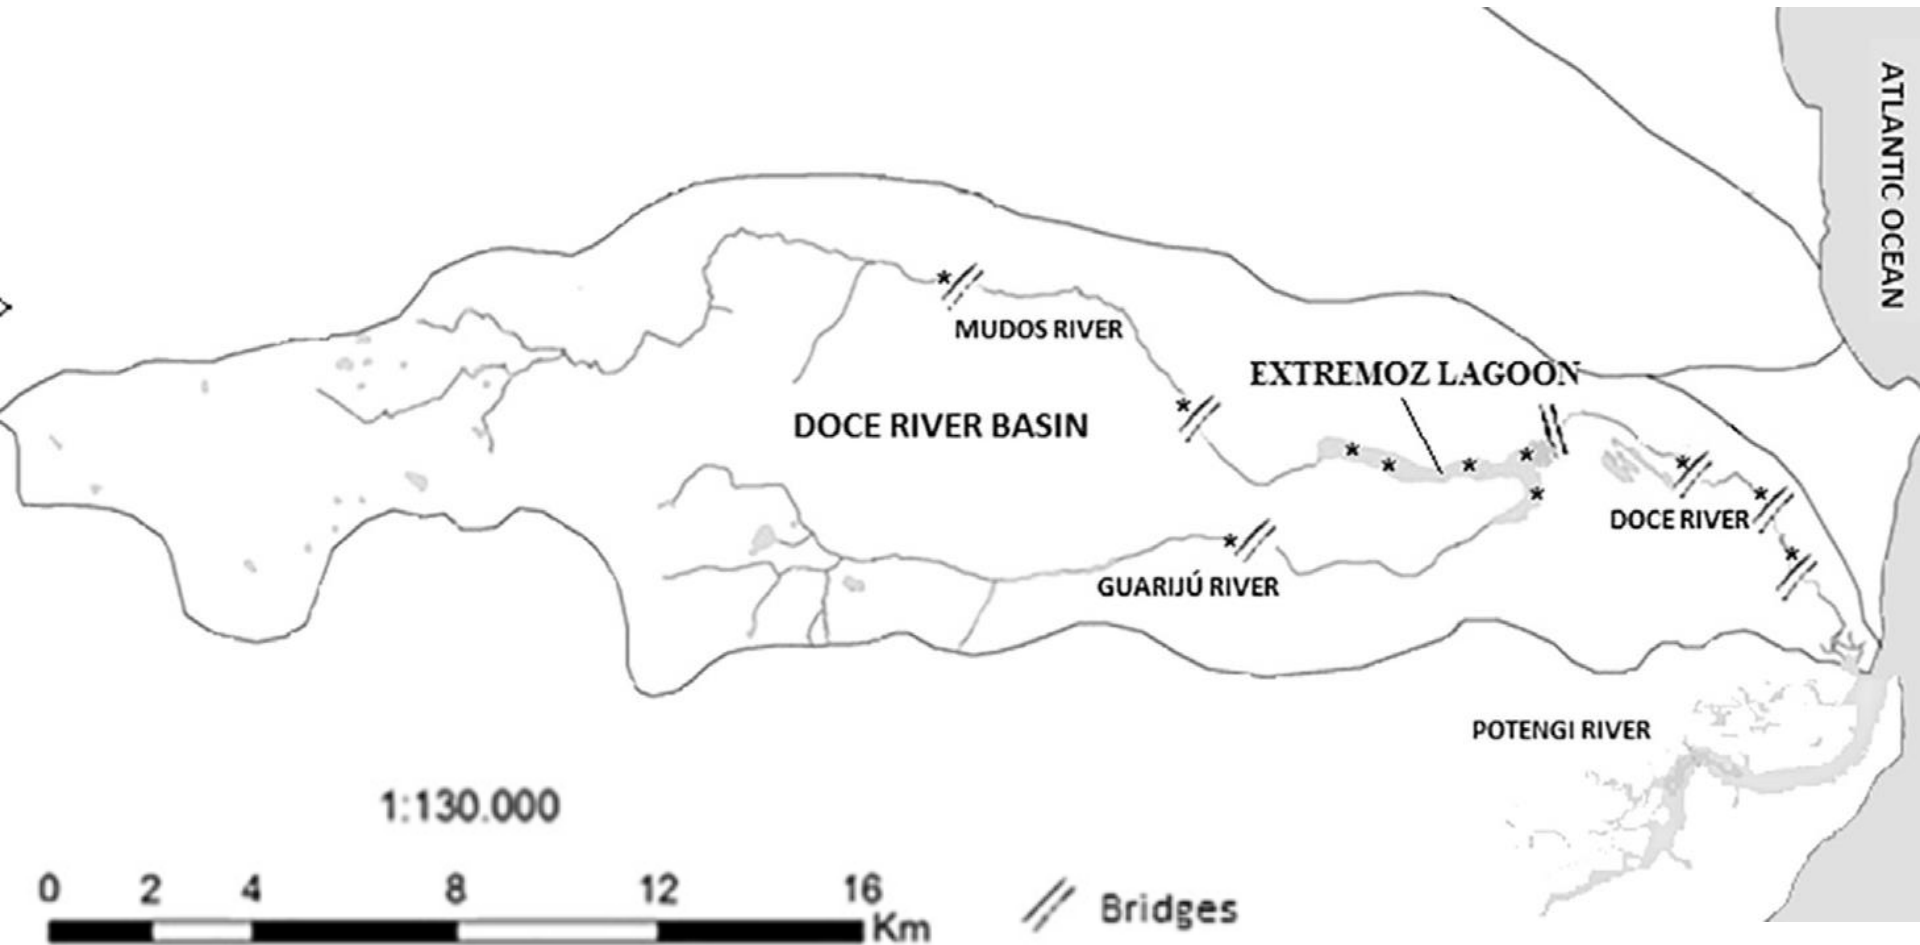 ATLANTIC OCEAN
MUDOS RIVER
EXTREMOZ LAGOON
DOCE RIVER BASIN
DOCE RIVER
GUARIJÚ RIVER
POTENGI RIVER
1:130.000
0 2 4 8 12 16
Km
Bridges